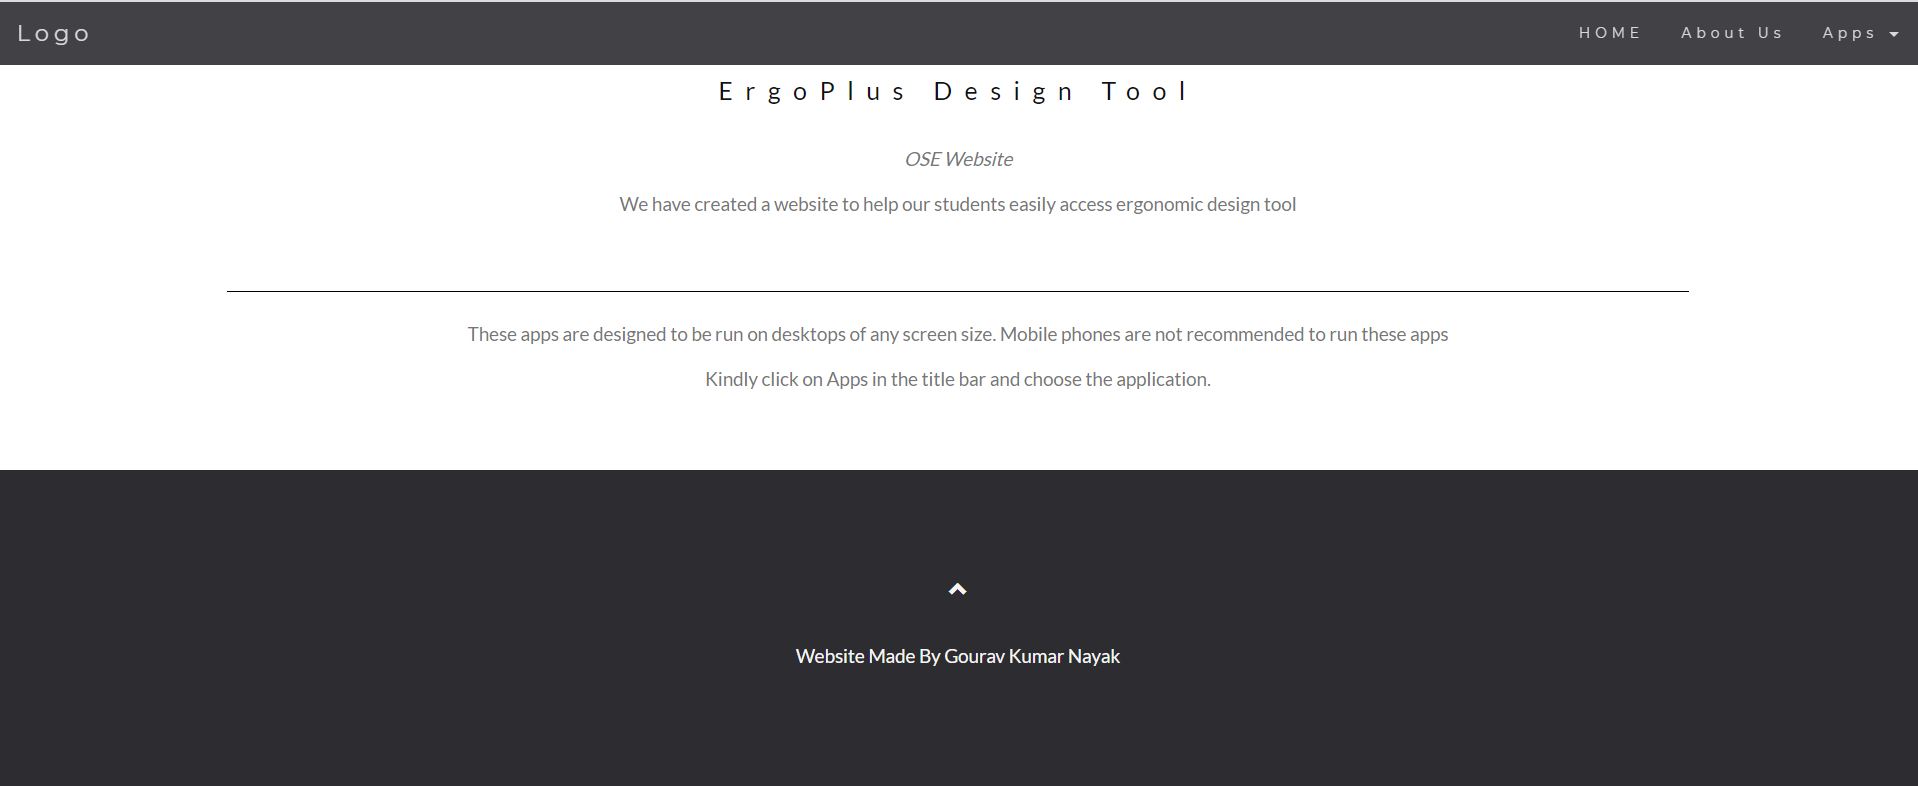 Logo
HOME About Us Apps
ErgoPlus Design Tool
OSE Website
We have created a website to help our students easily access ergonomic design tool
These apps are designed to be run on desktops of any screen size. Mobile phones are not recommended to run these apps
Kindly click on Apps in the title bar and choose the application.
Website Made By Gourav Kumar Nayak